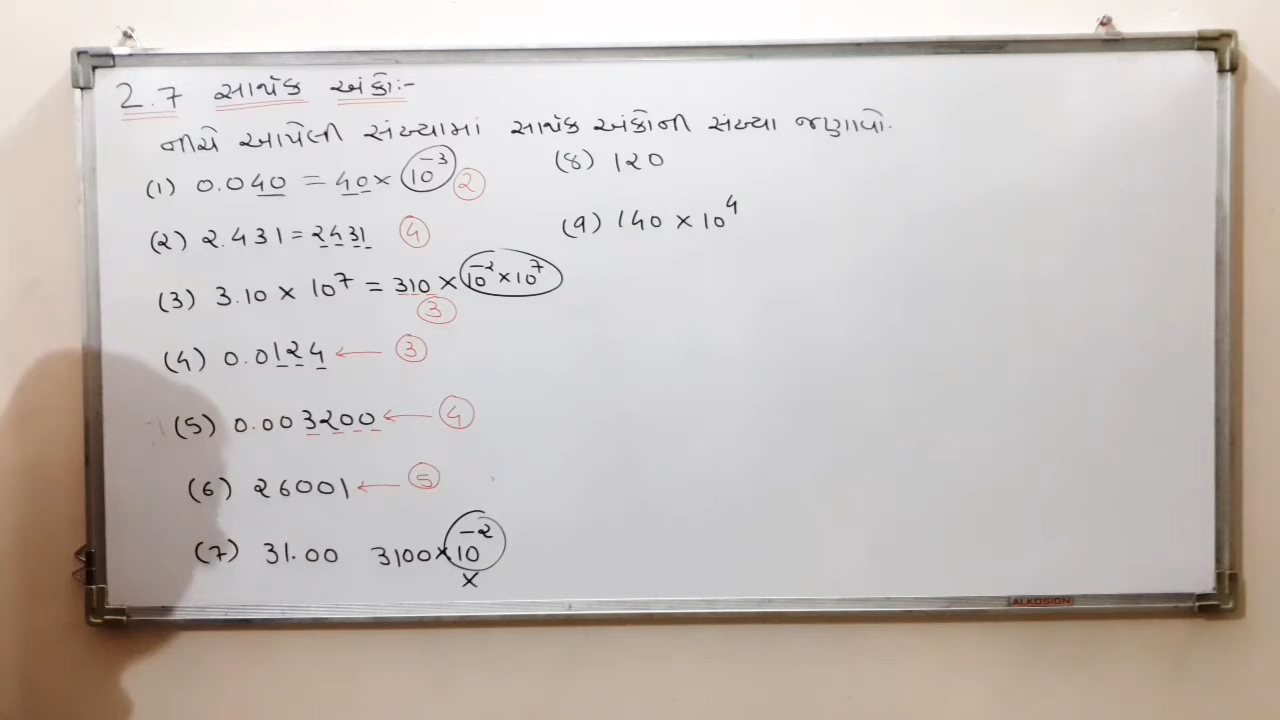 2.7 સાર્થક અંકો:-
નીચે આપેલી સંખ્યામાં સાર્થક અંકોની સંખ્યા જણાવો.
(1) 0.040 = 40 × 10⁻³ 2
(2) 2.431 = 2431 4
(3) 3.10 × 10⁷ = 310 × 10⁻² × 10⁷
3
(4) 0.0124 ← 3
(5) 0.003200 ← 4
(6) 26001 ← 5
(7) 31.00 3100 × 10⁻²
×
(8) 120
(9) 140 × 10⁴
ALKOSIGN